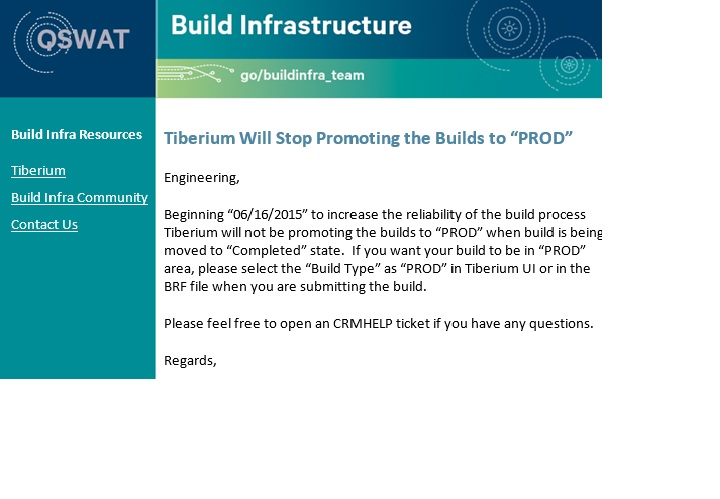 QSWAT
Build Infrastructure
go/buildinfra_team
Build Infra Resources
Tiberium
Build Infra Community
Contact Us
Tiberium Will Stop Promoting the Builds to “PROD”
Engineering,
Beginning “06/16/2015” to increase the reliability of the build process
Tiberium will not be promoting the builds to “PROD” when build is being
moved to “Completed” state.  If you want your build to be in “PROD”
area, please select the “Build Type” as “PROD” in Tiberium UI or in the
BRF file when you are submitting the build.
Please feel free to open an CRMHELP ticket if you have any questions.
Regards,